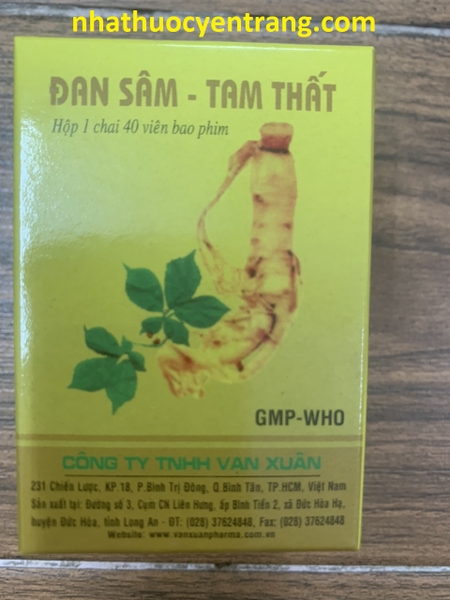 nhathuocyentrang.com
ĐAN SÂM - TAM THẤT
Hộp 1 chai 40 viên bao phim
GMP-WHO
CÔNG TY TNHH VẠN XUÂN
231 Chiến Lược, KP.18, P.Bình Trị Đông, Q.Bình Tân, TP.HCM, Việt Nam
Sản xuất tại: Đường số 3, Cụm CN Liên Hưng, ấp Bình Tiền 2, xã Đức Hòa Hạ,
huyện Đức Hòa, tỉnh Long An - ĐT: (028) 37624848, Fax: (028) 37624848
Website: www.vanxuanpharma.com.vn